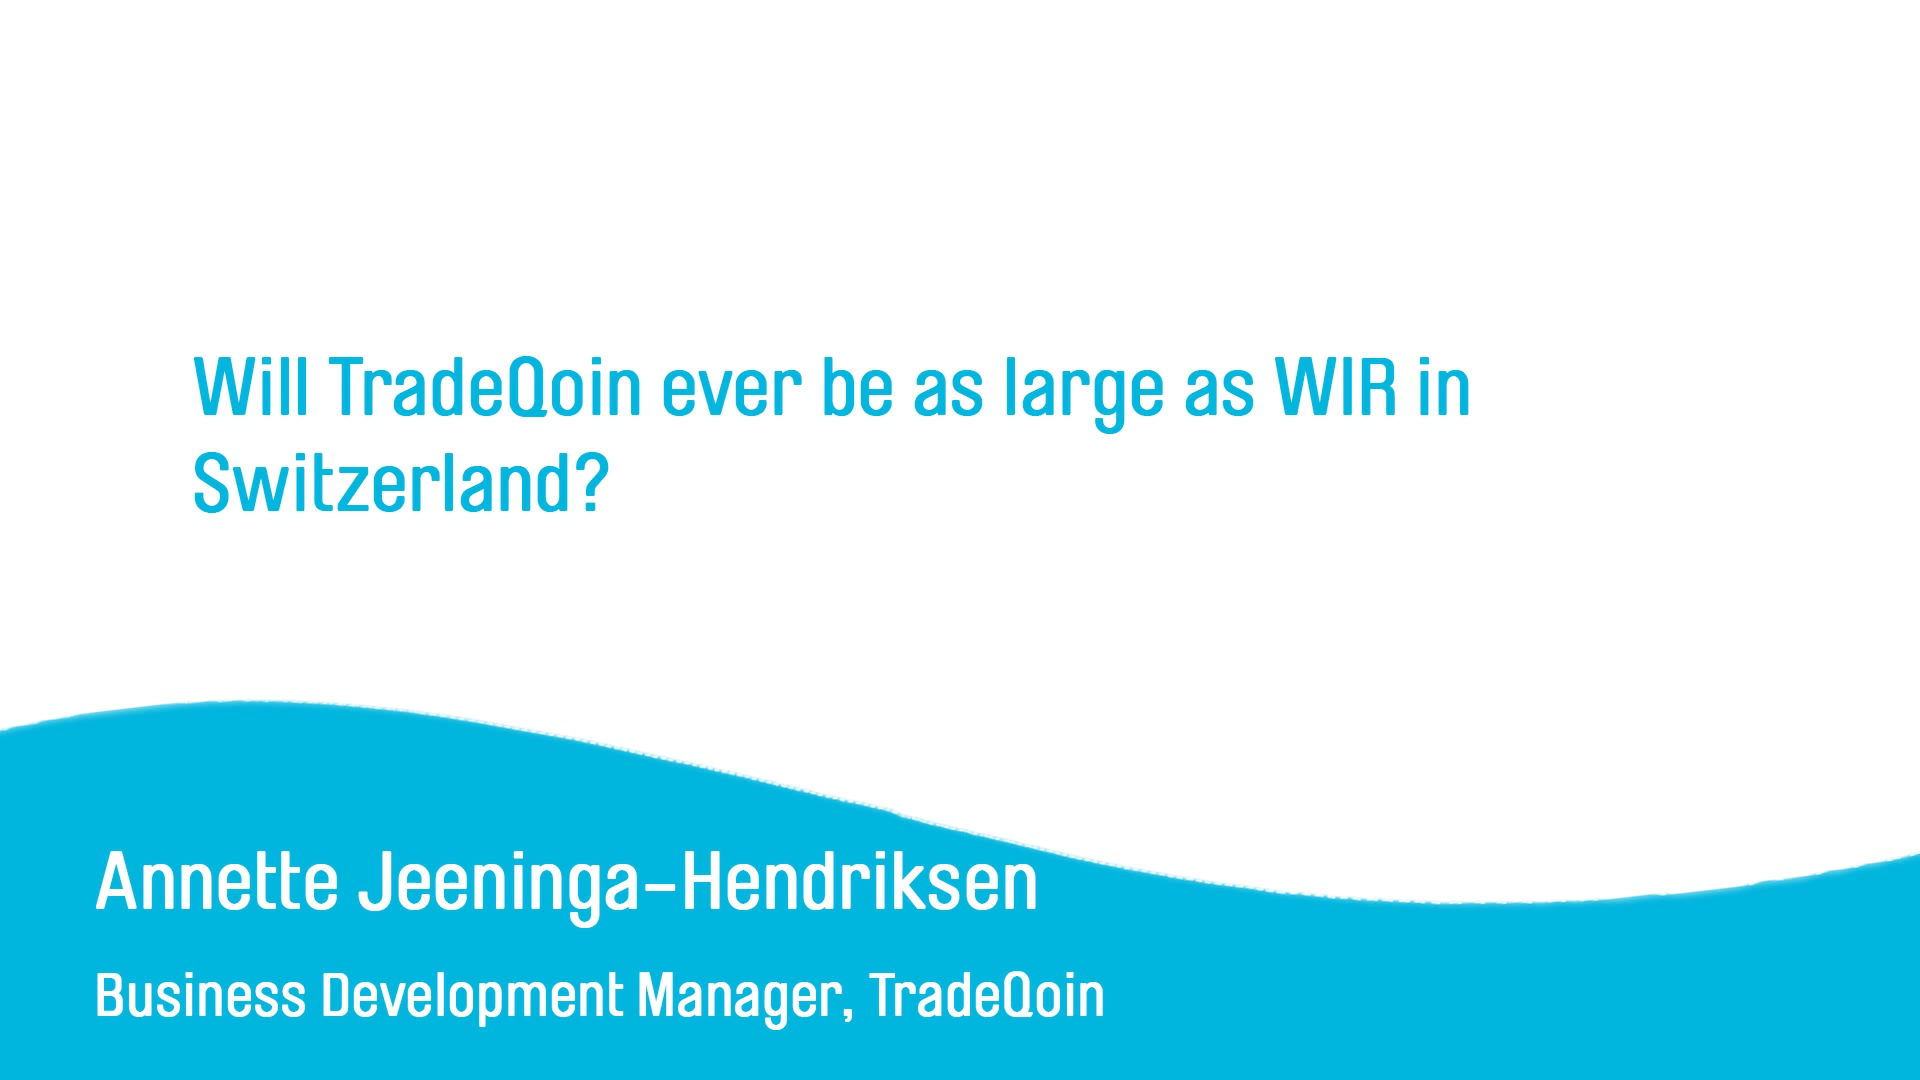 Will TradeQoin ever be as large as WIR in
Switzerland?
Annette Jeeninga-Hendriksen
Business Development Manager, TradeQoin